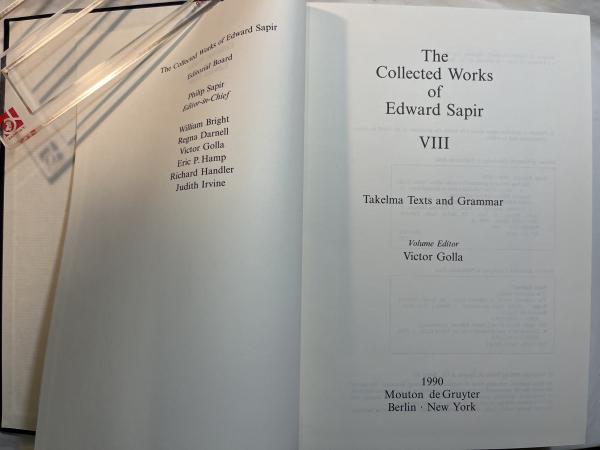 The Collected Works of Edward Sapir
Editorial Board
Philip Sapir
Editor-in-Chief
William Bright
Regna Darnell
Victor Golla
Eric P. Hamp
Richard Handler
Judith Irvine
The
Collected Works
of
Edward Sapir
VIII
Takelma Texts and Grammar
Volume Editor
Victor Golla
1990
Mouton de Gruyter
Berlin · New York